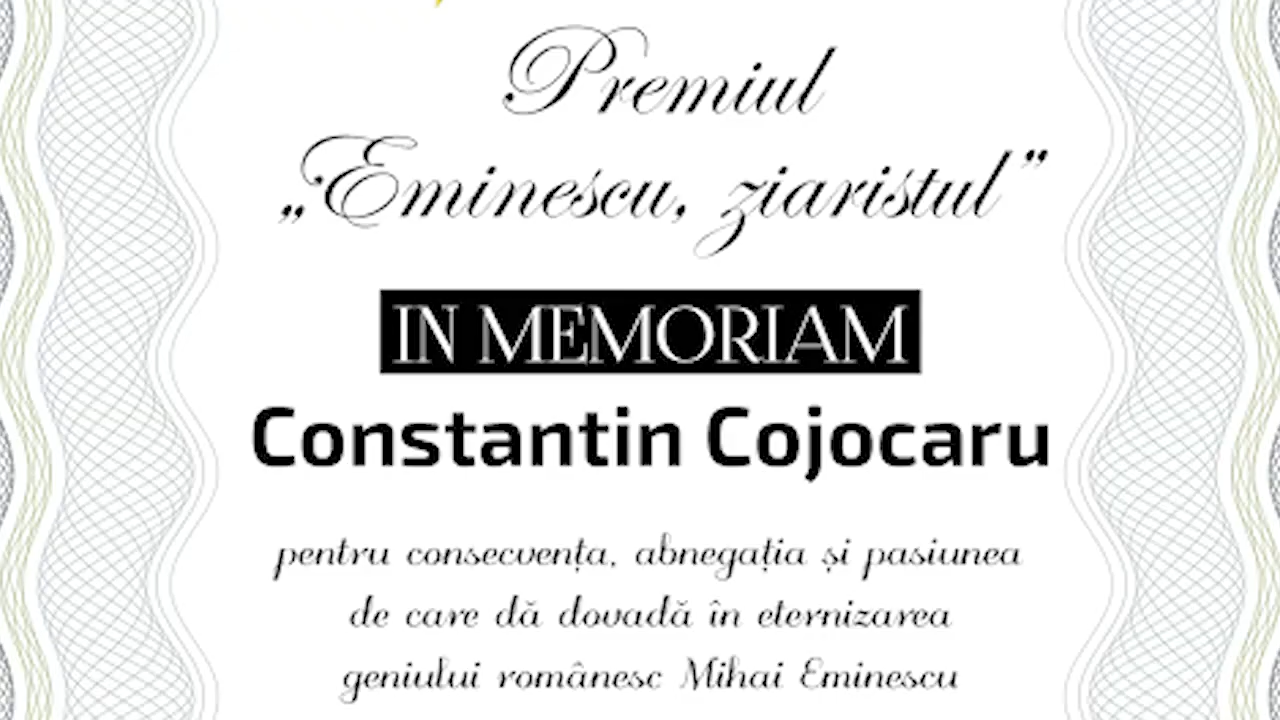 Premiul
„Eminescu, ziaristul”
IN MEMORIAM
Constantin Cojocaru
pentru consecvența, abnegația și pasiunea
de care dă dovadă în eternizarea
geniului românesc Mihai Eminescu